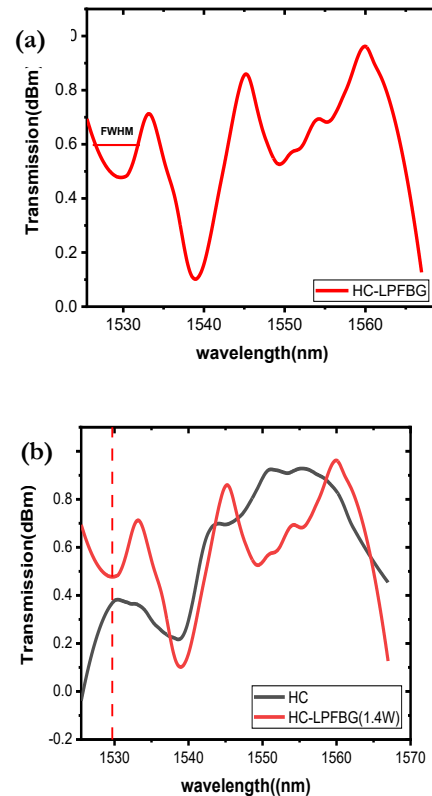 (a)
.0
0.8
0.6
0.4
0.2
0.0
Transmission(dBm)
FWHM
HC-LPFBG
1530 1540 1550 1560
wavelength(nm)
(b)
0.8
0.6
0.4
0.2
0.0
-0.2
Transmission(dBm)
HC
HC-LPFBG(1.4W)
1530 1540 1550 1560 1570
wavelength((nm)